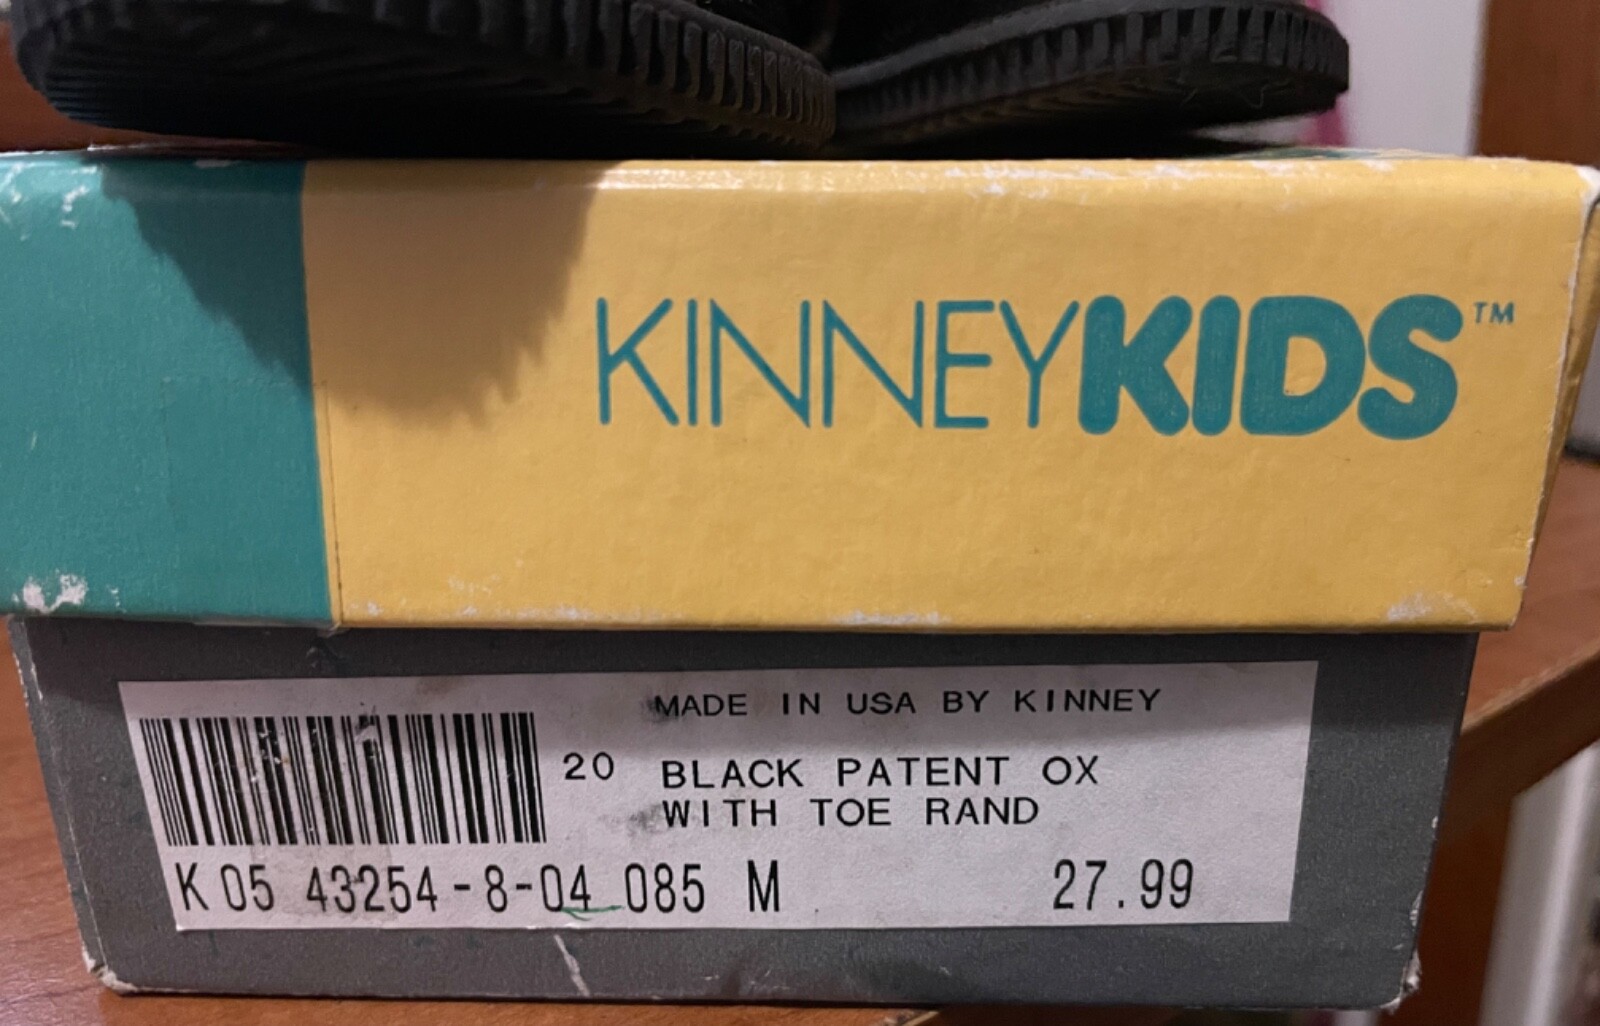 KINNEYKIDS™
MADE IN USA BY KINNEY
20 BLACK PATENT OX
WITH TOE RAND
K 05 43254-8-04 085 M 27.99